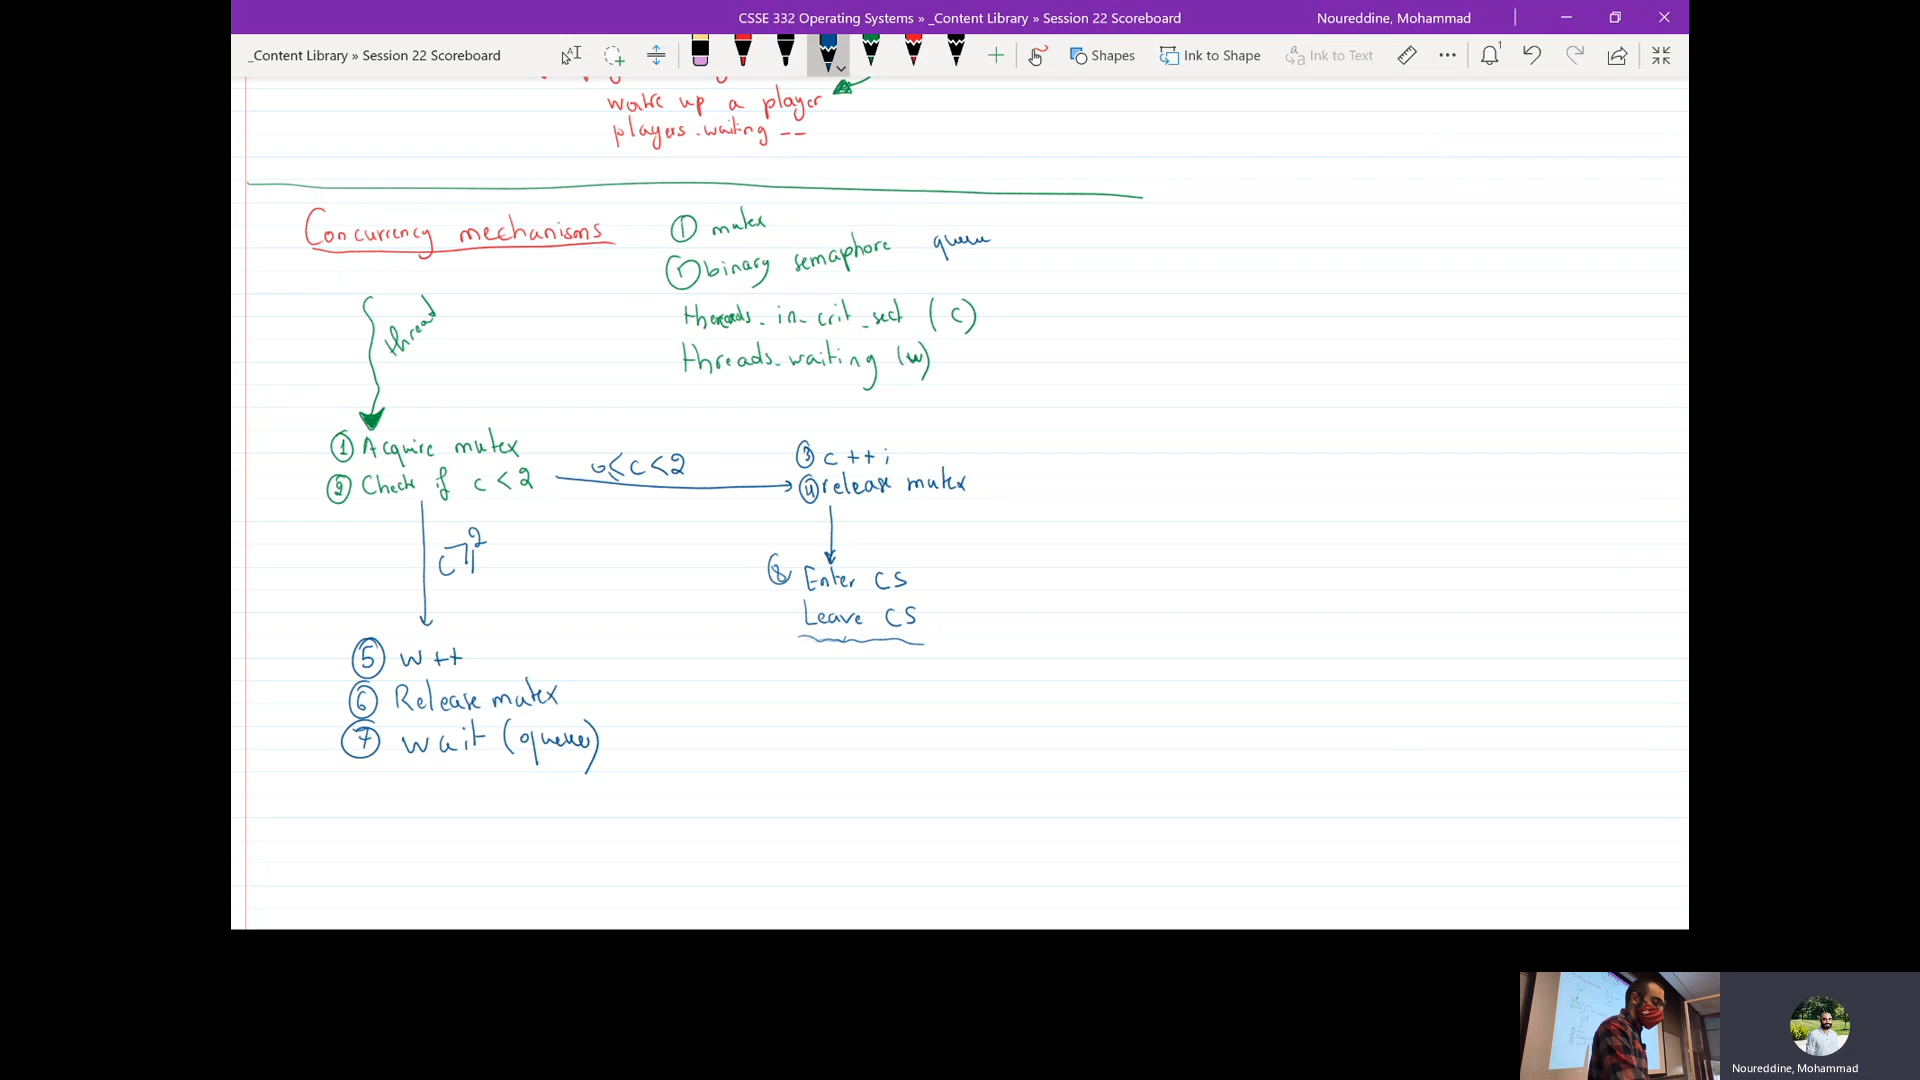 CSSE 332 Operating Systems » _Content Library » Session 22 Scoreboard
Noureddine, Mohammad
_Content Library » Session 22 Scoreboard
Shapes
Ink to Shape
Ink to Text
1
wake up a player
players_waiting --
Concurrency mechanisms
① mutex
binary semaphore queue
threads_in_crit_sect (c)
threads_waiting (w)
thread
① Acquire mutex
② Check if c < 2
0 ≤ c < 2
③ c ++ ;
④ release mutex
c ⩾ 2
⑧ Enter CS
Leave CS
⑤ w ++
⑥ Release mutex
⑦ wait (queue)
Noureddine, Mohammad